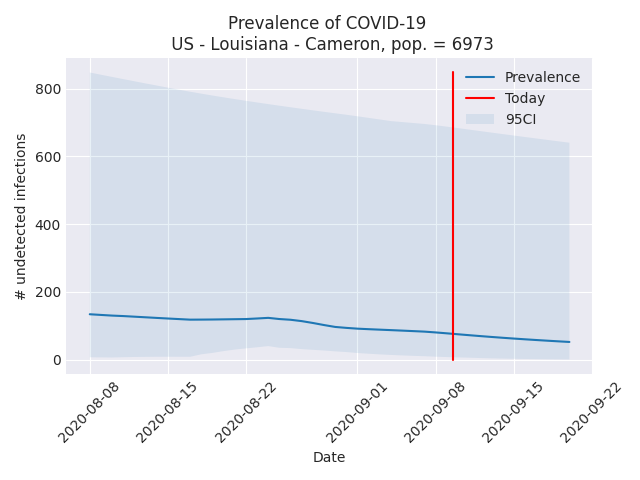 Prevalence of COVID-19
US - Louisiana - Cameron, pop. = 6973
# undetected infections
800
600
400
200
0
Prevalence
Today
95CI
2020-08-08
2020-08-15
2020-08-22
2020-09-01
2020-09-08
2020-09-15
2020-09-22
Date